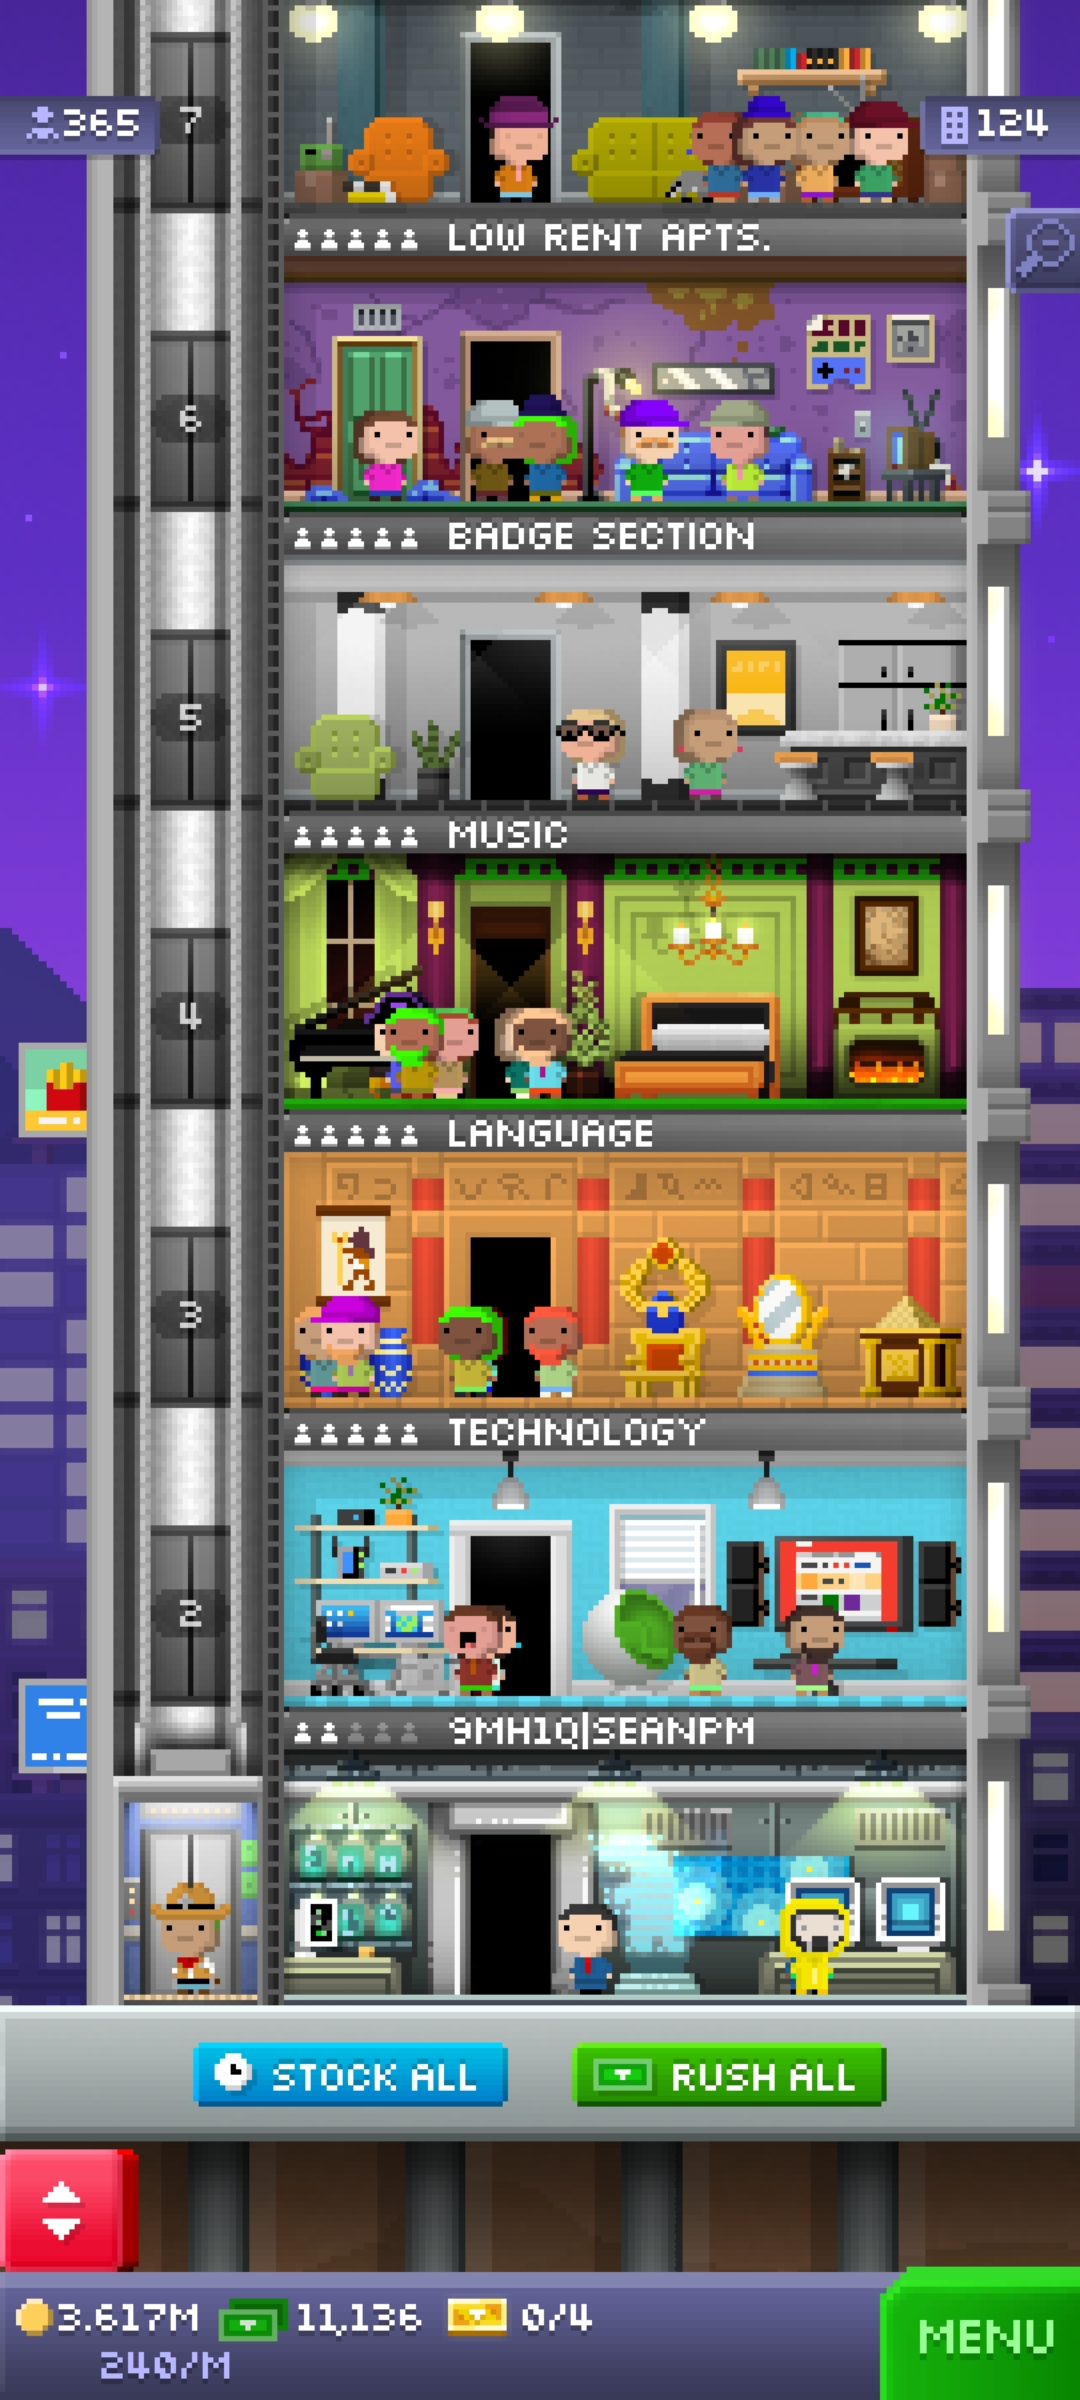 7
365
124
LOW RENT APTS.
6
BADGE SECTION
5
MUSIC
4
LANGUAGE
3
TECHNOLOGY
2
9MH1Q|SEANPM
STOCK ALL
RUSH ALL
3.617M
11,136
0/4
240/M
MENU